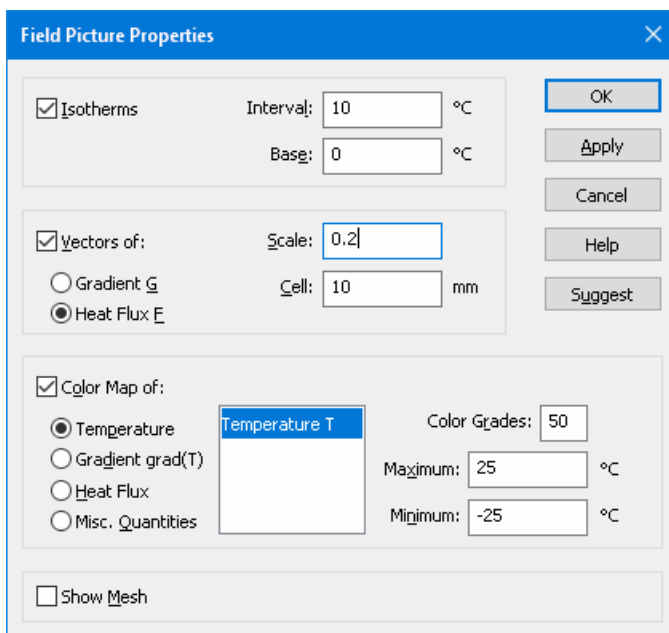 Field Picture Properties
Isotherms Interval: 10 °C
Base: 0 °C
OK
Apply
Cancel
Help
Suggest
Vectors of: Scale: 0.2
Gradient G Cell: 10 mm
Heat Flux F
Color Map of:
Temperature Temperature T Color Grades: 50
Gradient grad(T) Maximum: 25 °C
Heat Flux
Misc. Quantities Minimum: -25 °C
Show Mesh